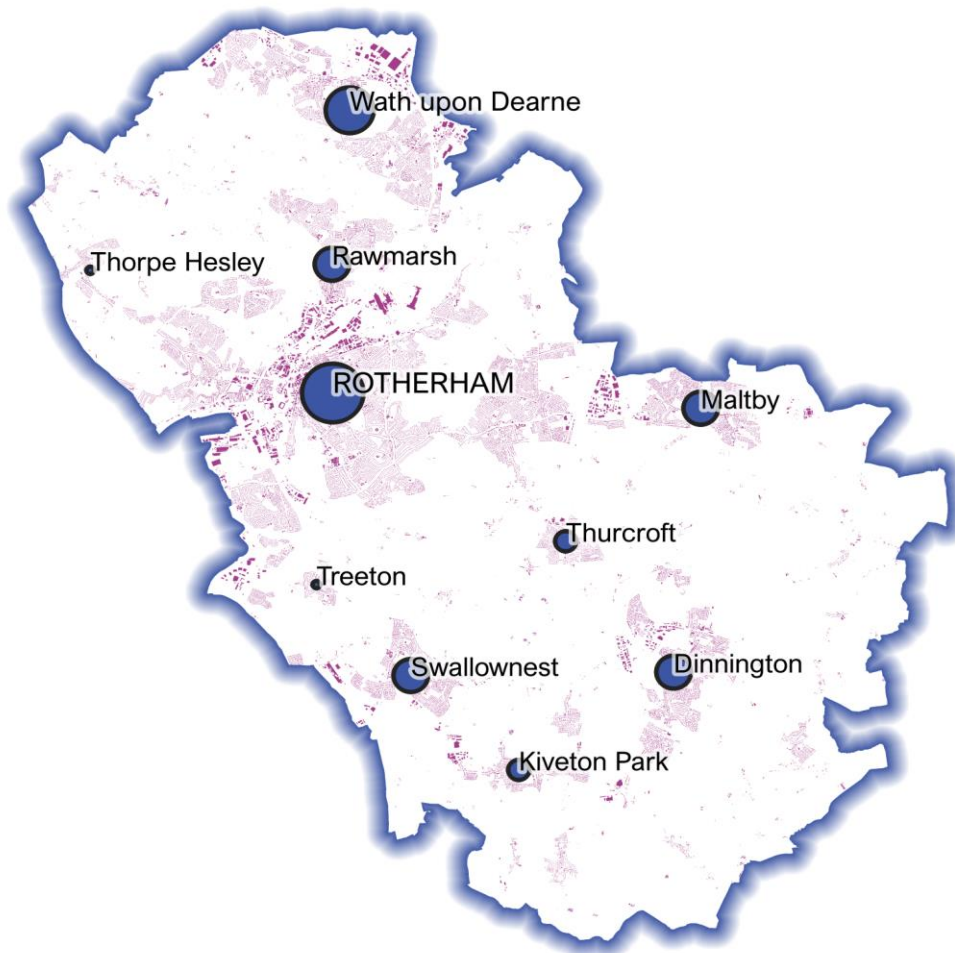 Wath upon Dearne
Thorpe Hesley
Rawmarsh
ROTHERHAM
Maltby
Thurcroft
Treeton
Swallownest
Dinnington
Kiveton Park